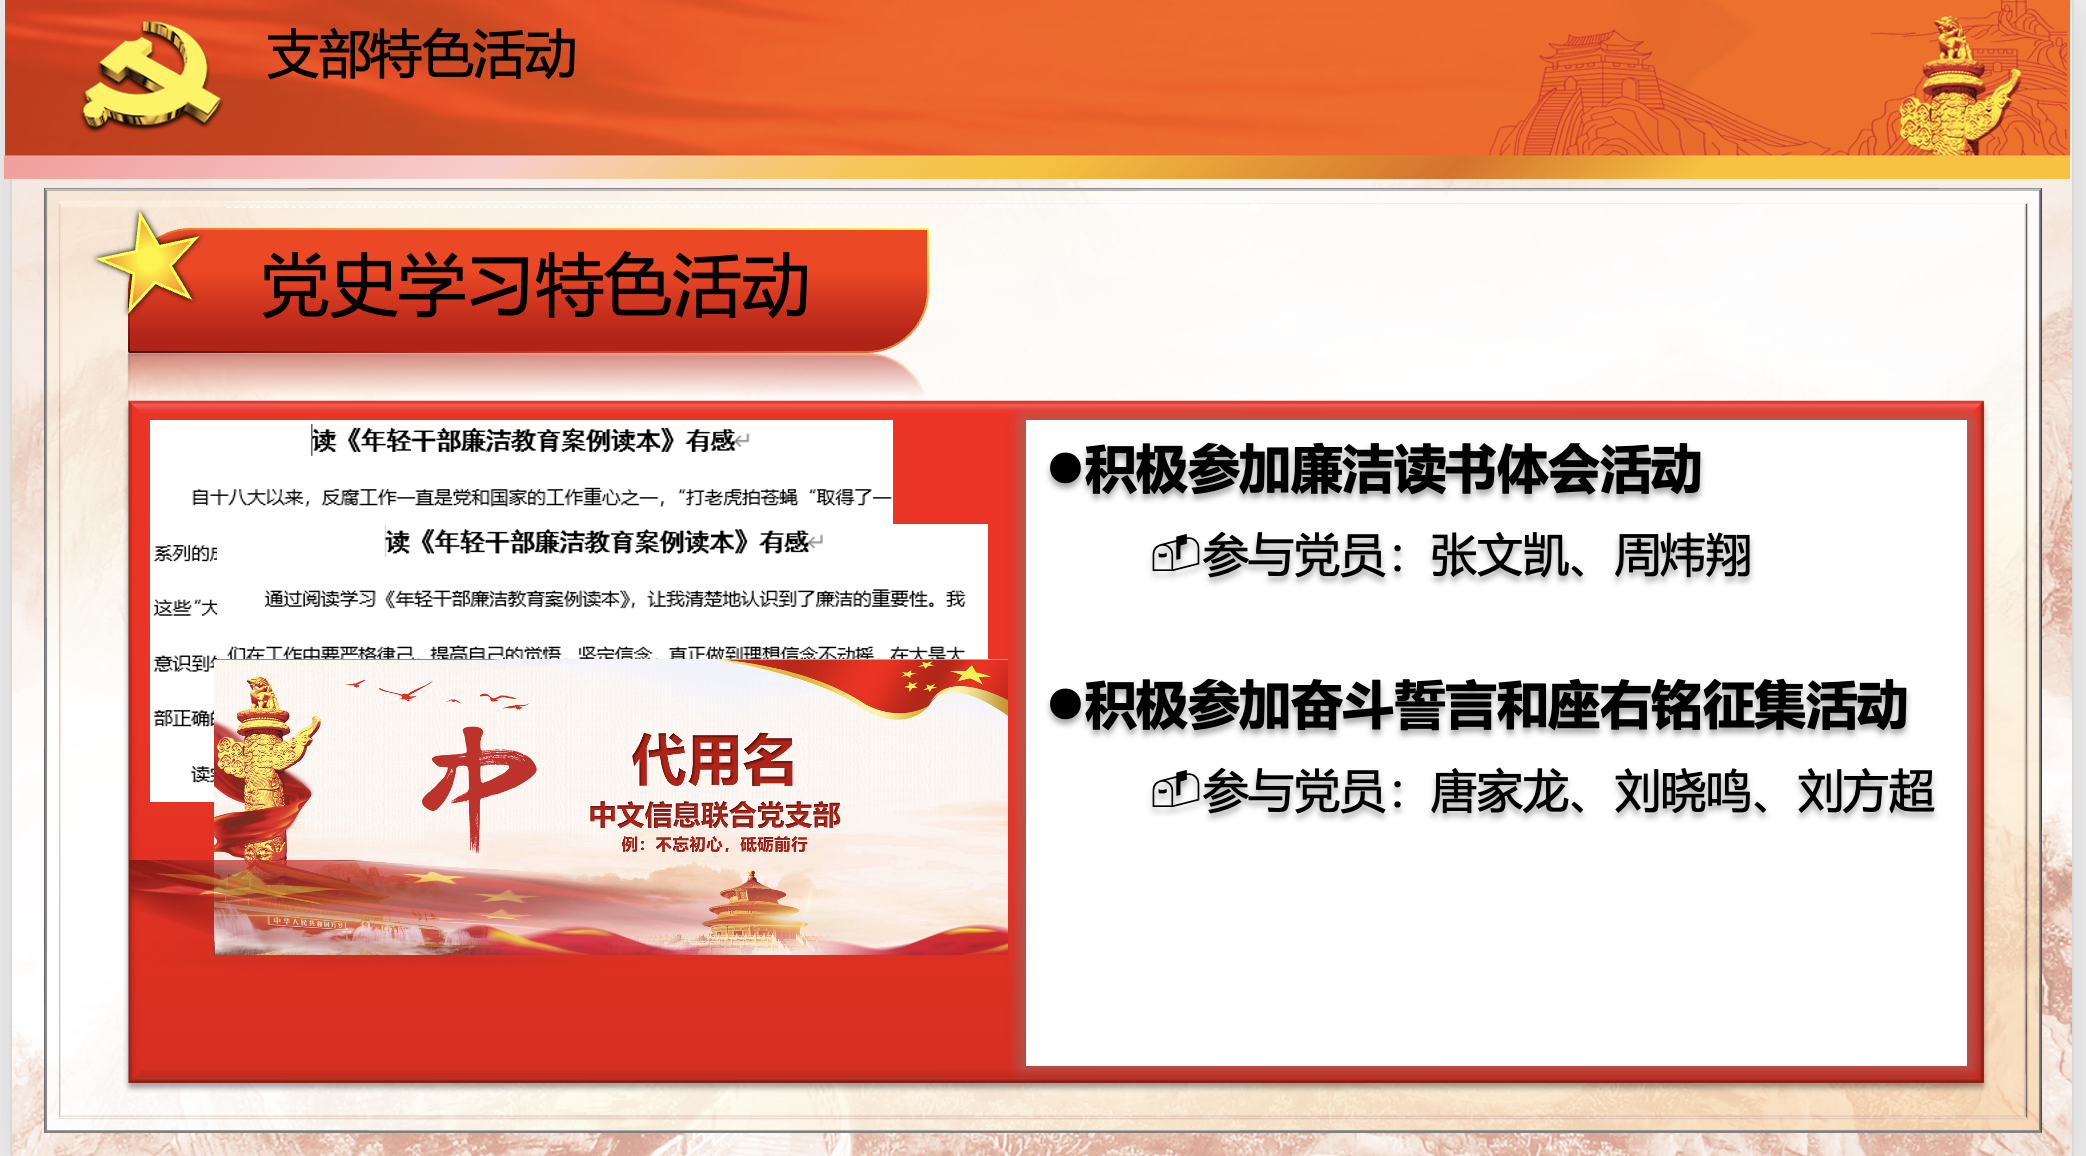 支部特色活动
党史学习特色活动
读《年轻干部廉洁教育案例读本》有感
自十八大以来，反腐工作一直是党和国家的工作重心之一，“打老虎拍苍蝇“取得了一
系列的
这些“大
意识到
部正确
读
读《年轻干部廉洁教育案例读本》有感
通过阅读学习《年轻干部廉洁教育案例读本》，让我清楚地认识到了廉洁的重要性。我
们在工作中要严格律己，提高自己的觉悟，坚定信念，真正做到理想信念不动摇，在大是大
中
代用名
中文信息联合党支部
例：不忘初心，砥砺前行
●积极参加廉洁读书体会活动
参与党员：张文凯、周炜翔
●积极参加奋斗誓言和座右铭征集活动
参与党员：唐家龙、刘晓鸣、刘方超